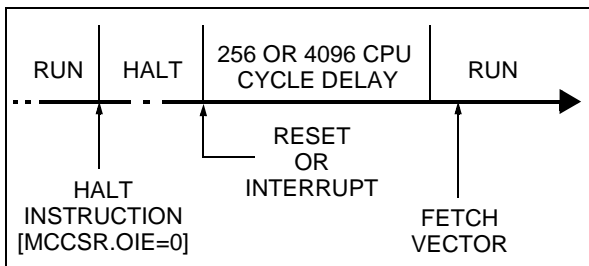 RUN
HALT
256 OR 4096 CPU
CYCLE DELAY
RUN
HALT
INSTRUCTION
[MCCSR.OIE=0]
RESET
OR
INTERRUPT
FETCH
VECTOR